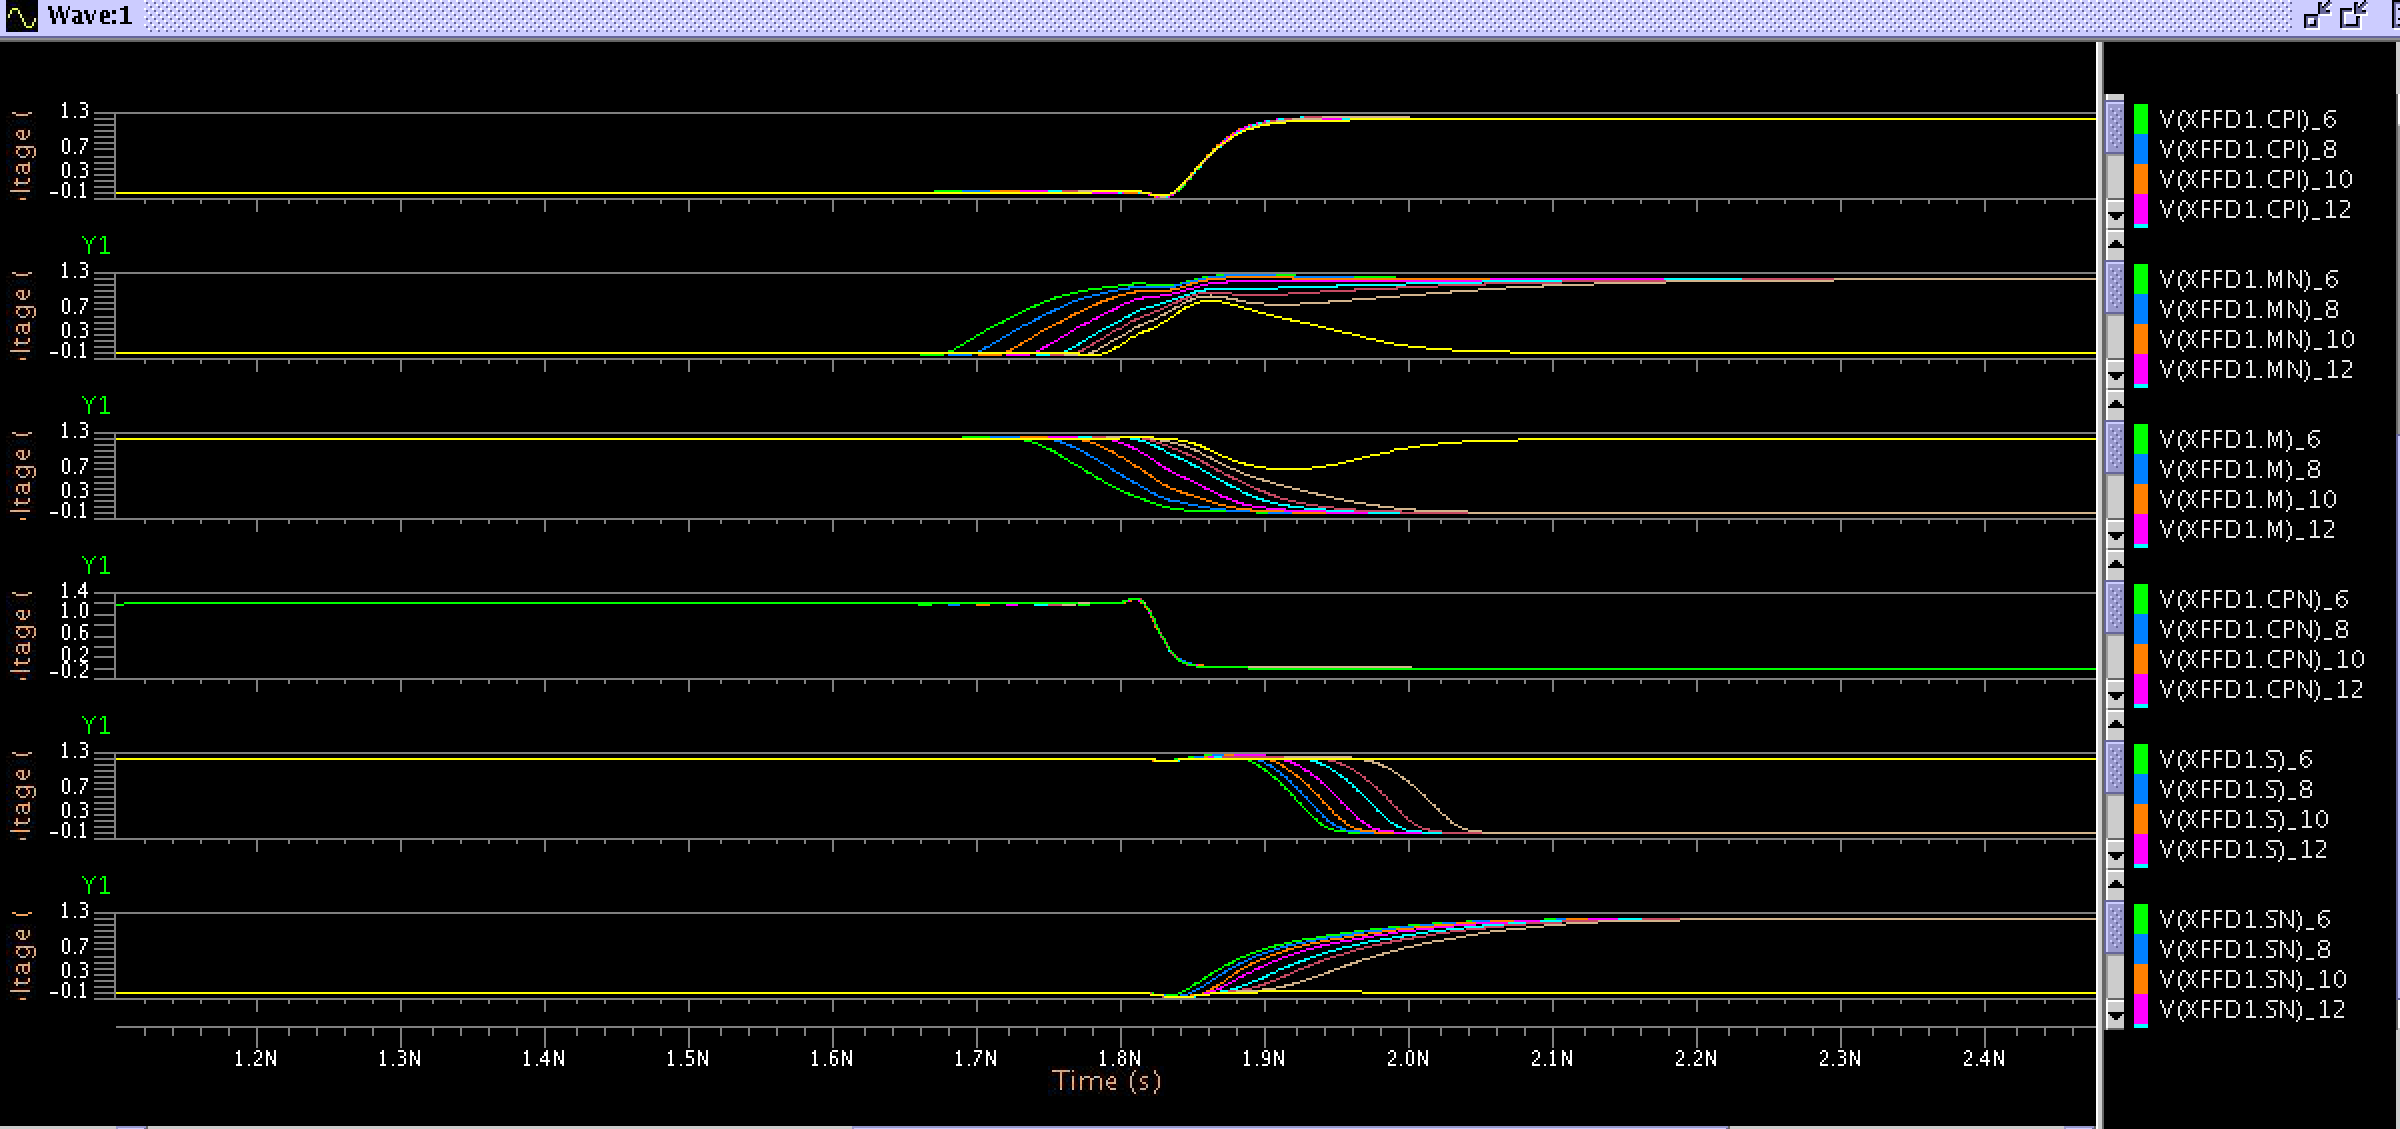 Wave:1
1.3
0.7
0.3
-0.1
V(XFFD1.CPI)_6
V(XFFD1.CPI)_8
V(XFFD1.CPI)_10
V(XFFD1.CPI)_12
Y1
1.3
0.7
0.3
-0.1
V(XFFD1.MN)_6
V(XFFD1.MN)_8
V(XFFD1.MN)_10
V(XFFD1.MN)_12
Y1
1.3
0.7
0.3
-0.1
V(XFFD1.M)_6
V(XFFD1.M)_8
V(XFFD1.M)_10
V(XFFD1.M)_12
Y1
1.4
1.0
0.6
0.2
-0.2
V(XFFD1.CPN)_6
V(XFFD1.CPN)_8
V(XFFD1.CPN)_10
V(XFFD1.CPN)_12
Y1
1.3
0.7
0.3
-0.1
V(XFFD1.S)_6
V(XFFD1.S)_8
V(XFFD1.S)_10
V(XFFD1.S)_12
Y1
1.3
0.7
0.3
-0.1
V(XFFD1.SN)_6
V(XFFD1.SN)_8
V(XFFD1.SN)_10
V(XFFD1.SN)_12
1.2N 1.3N 1.4N 1.5N 1.6N 1.7N 1.8N 1.9N 2.0N 2.1N 2.2N 2.3N 2.4N
Time (s)